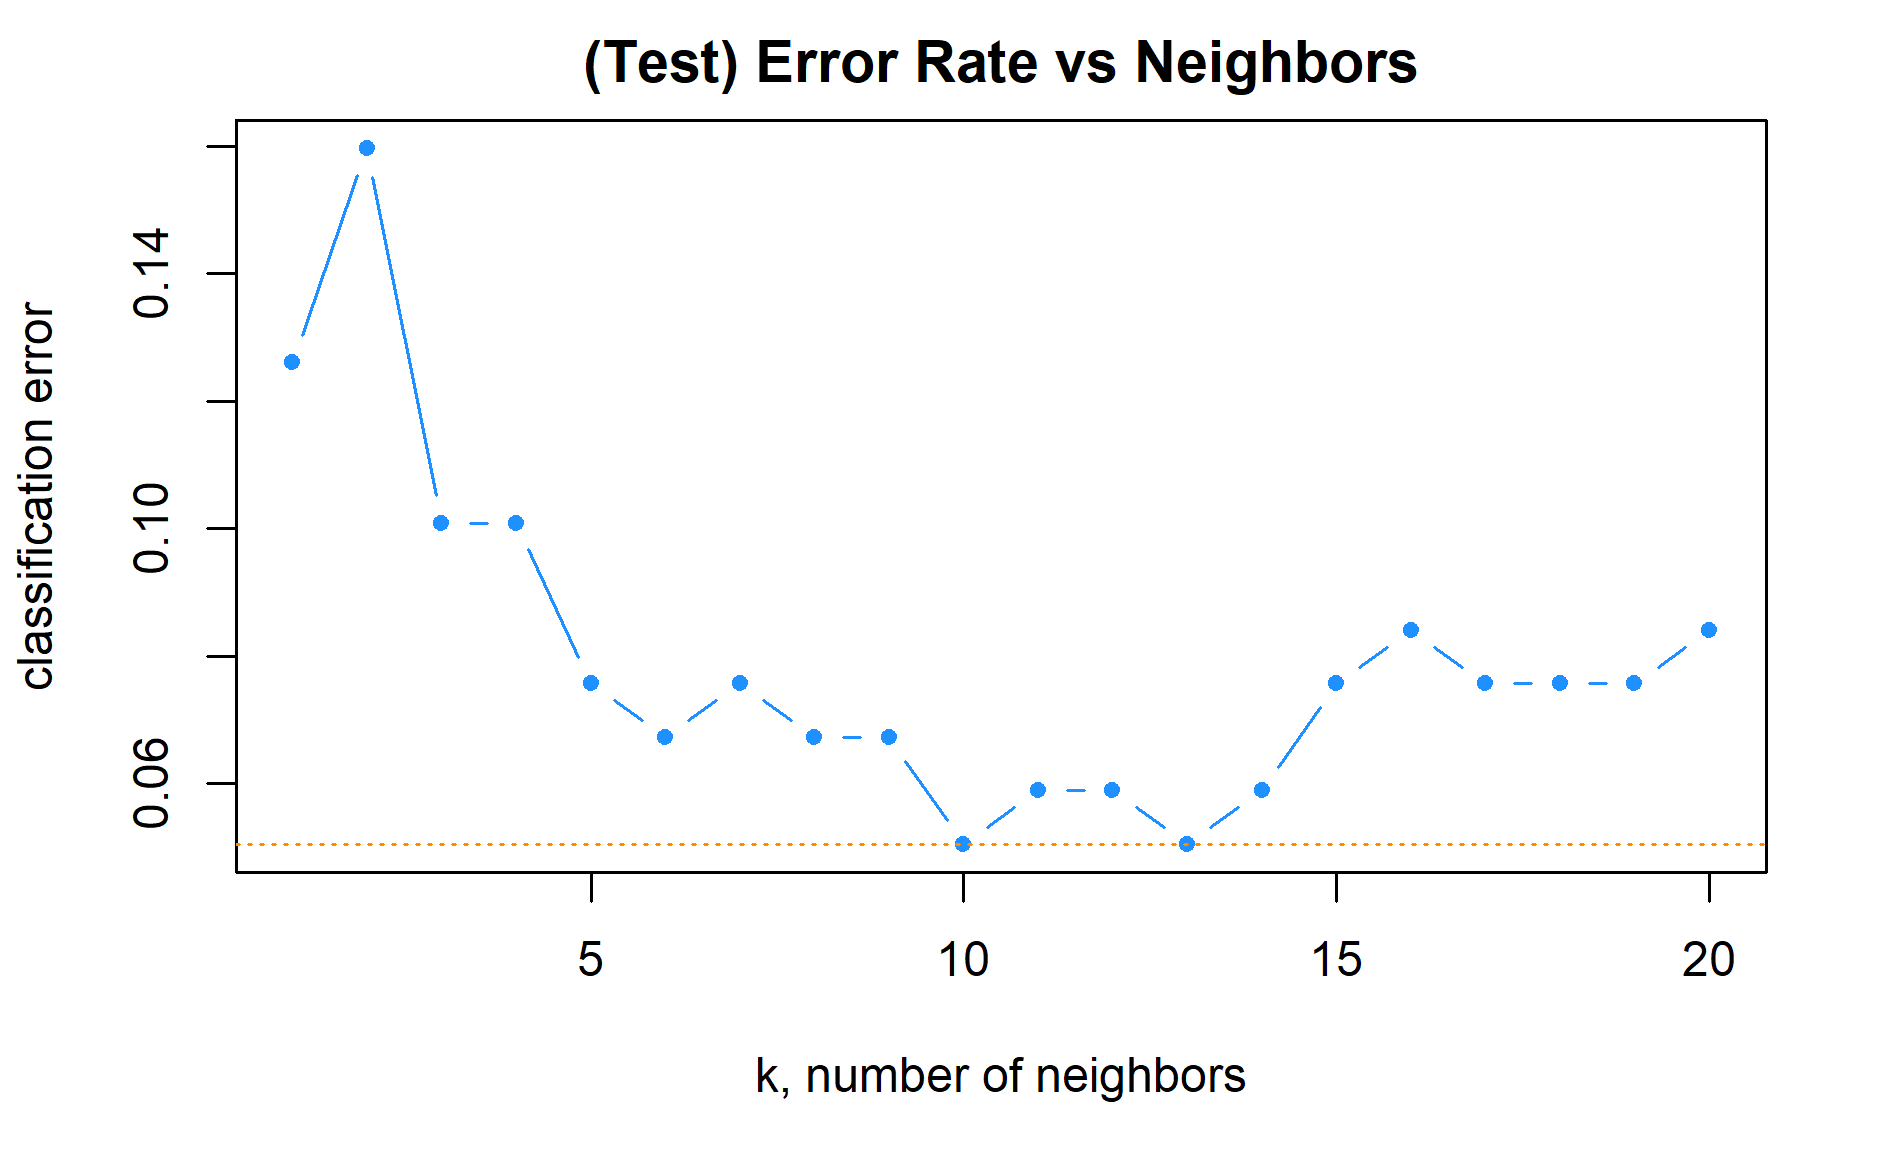 (Test) Error Rate vs Neighbors
classification error
0.14
0.10
0.06
5
10
15
20
k, number of neighbors